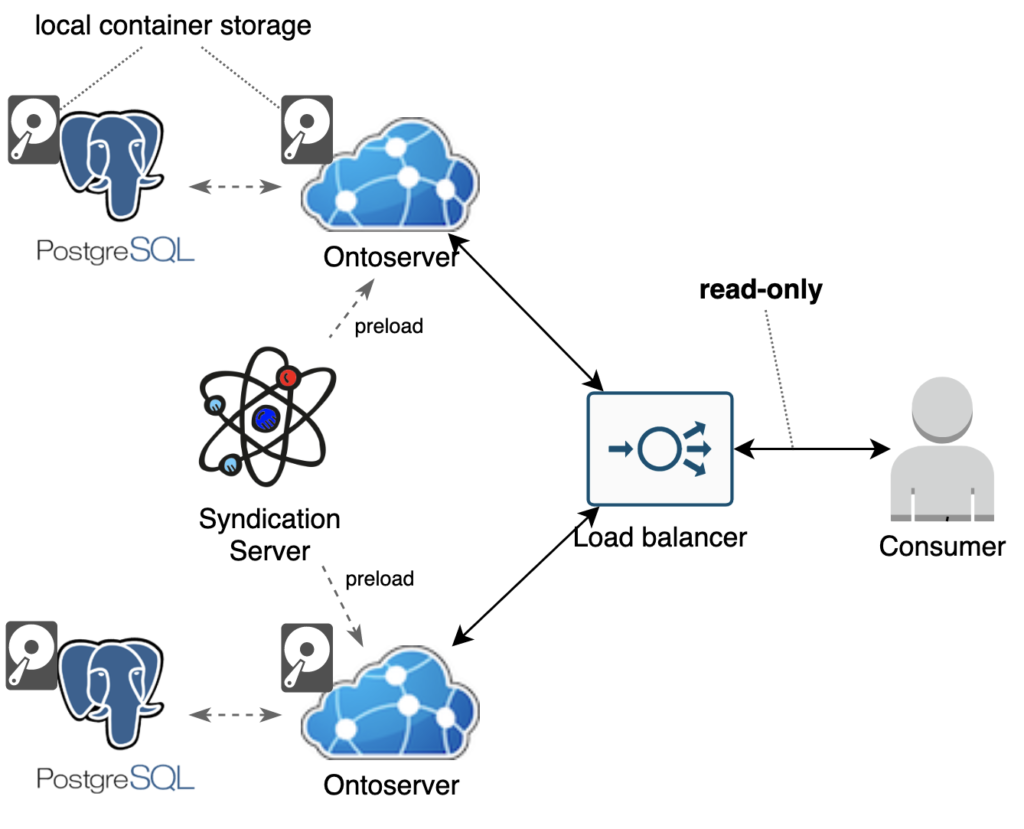 local container storage
PostgreSQL
Ontoserver
preload
read-only
Syndication
Server
Load balancer
Consumer
preload
PostgreSQL
Ontoserver